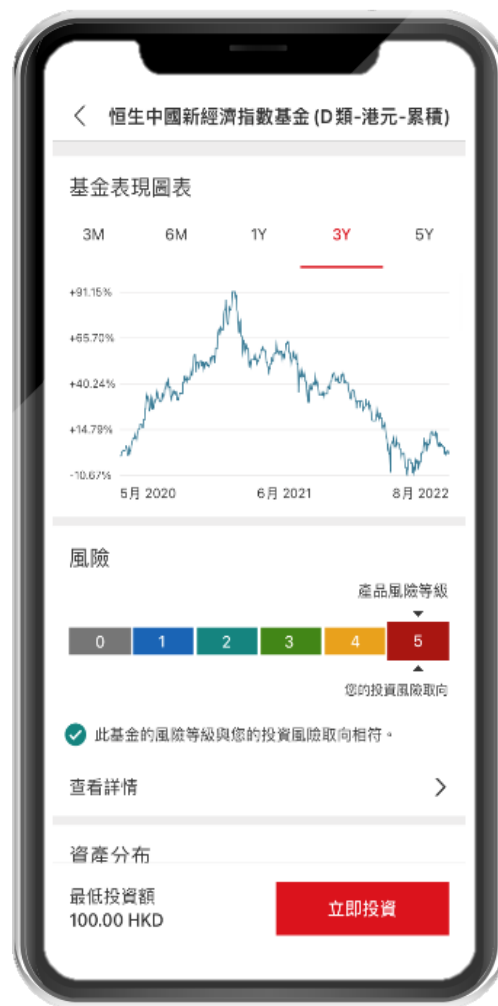 恒生中國新經濟指數基金 (D類-港元-累積)
基金表現圖表
3M 6M 1Y 3Y 5Y
+91.15%
+65.70%
+40.24%
+14.79%
-10.67%
5月 2020 6月 2021 8月 2022
風險
產品風險等級
0 1 2 3 4 5
您的投資風險取向
此基金的風險等級與您的投資風險取向相符。
查看詳情
資產分布
最低投資額
100.00 HKD
立即投資